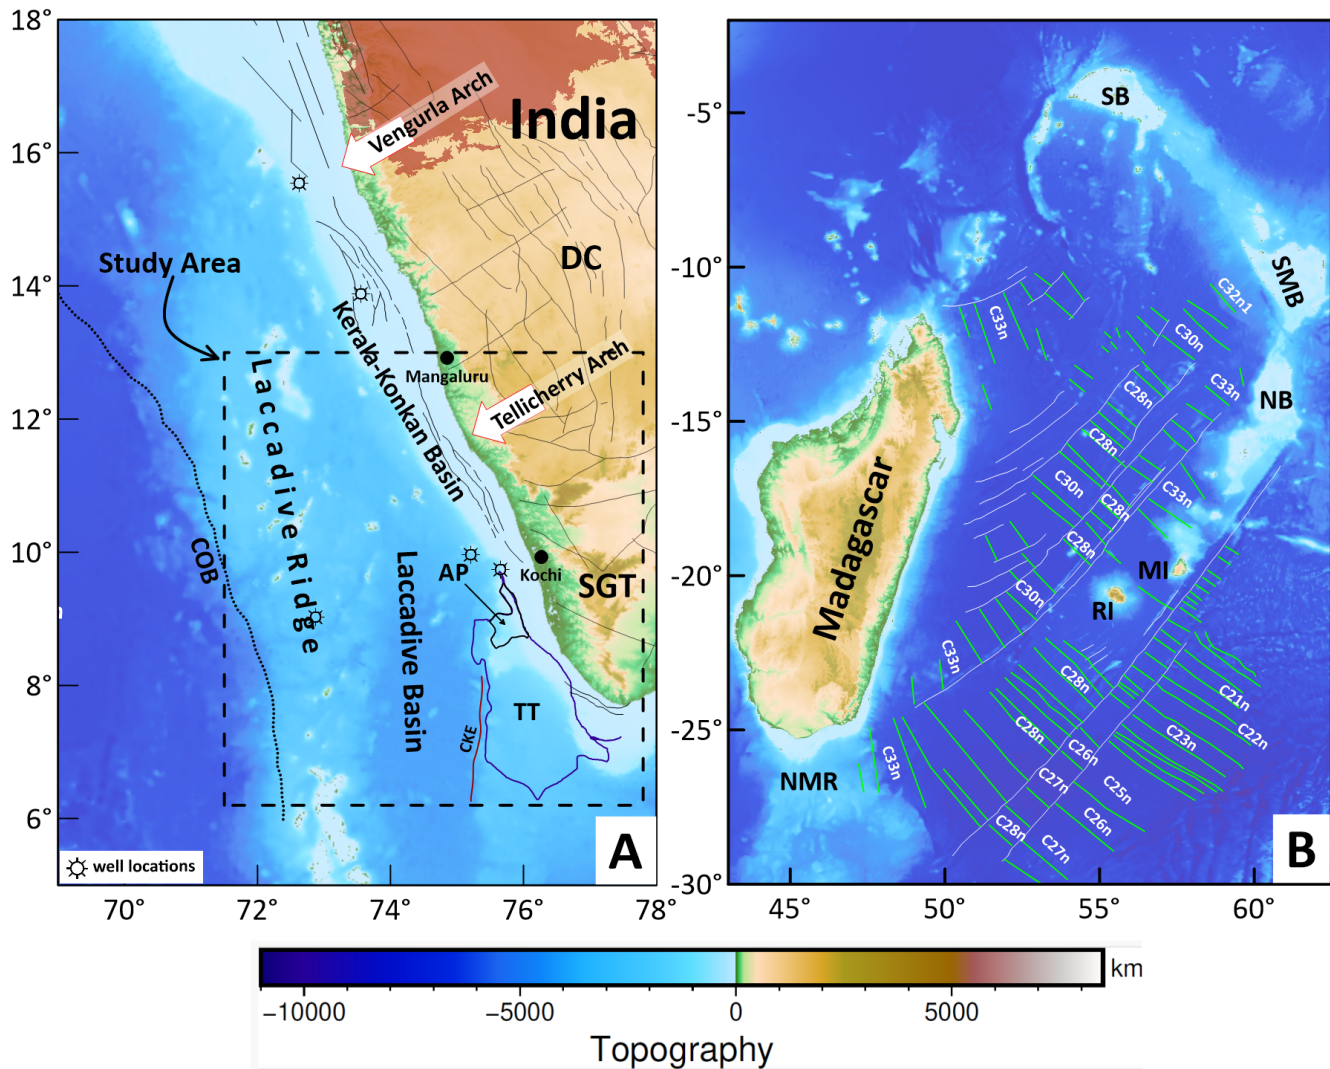 18°
16°
14°
12°
10°
8°
6°
70°
72°
74°
76°
78°
India
Vengurla Arch
DC
Study Area
Kerala-Konkan Basin
Mangaluru
Tellicherry Arch
Laccadive Ridge
COB
Laccadive Basin
AP
Kochi
SGT
TT
CKE
well locations
A
-5°
-10°
-15°
-20°
-25°
-30°
45°
50°
55°
60°
SB
SMB
C32n1
C33n
C30n
C28n
C33n
NB
C28n
C30n
C28n
C33n
C28n
MI
RI
Madagascar
C30n
C33n
C28n
C21n
C22n
C23n
C28n
C26n
C25n
C27n
C26n
C33n
NMR
C28n
C27n
B
−10000
−5000
0
5000
km
Topography